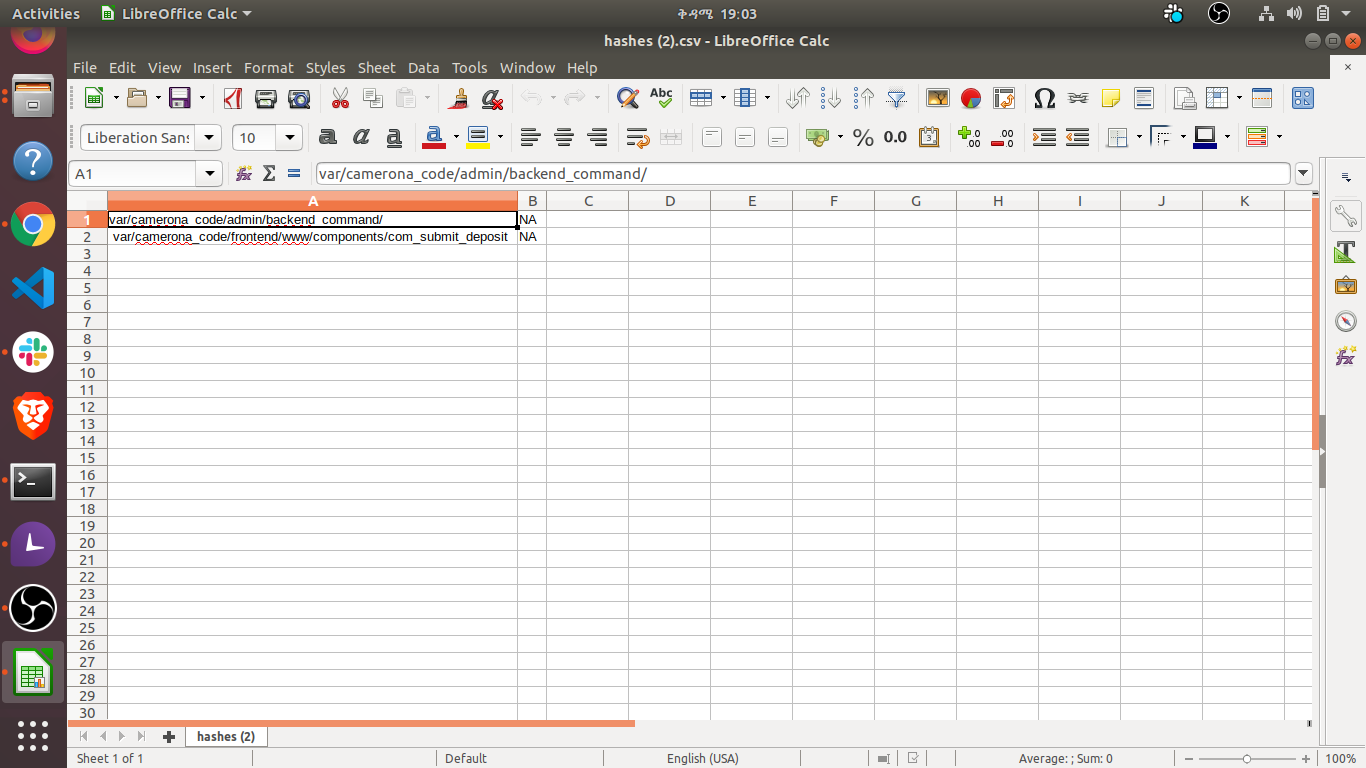 Activities LibreOffice Calc ቅዳሜ 19:03
hashes (2).csv - LibreOffice Calc
File Edit View Insert Format Styles Sheet Data Tools Window Help
Abc
Liberation Sans 10 a a a a % 0.0
A1 fx Σ = var/camerona_code/admin/backend_command/
A B C D E F G H I J K
1 var/camerona_code/admin/backend_command/ NA
2 var/camerona_code/frontend/www/components/com_submit_deposit NA
3
4
5
6
7
8
9
10
11
12
13
14
15
16
17
18
19
20
21
22
23
24
25
26
27
28
29
30
hashes (2)
Sheet 1 of 1 Default English (USA) Average: ; Sum: 0 100%